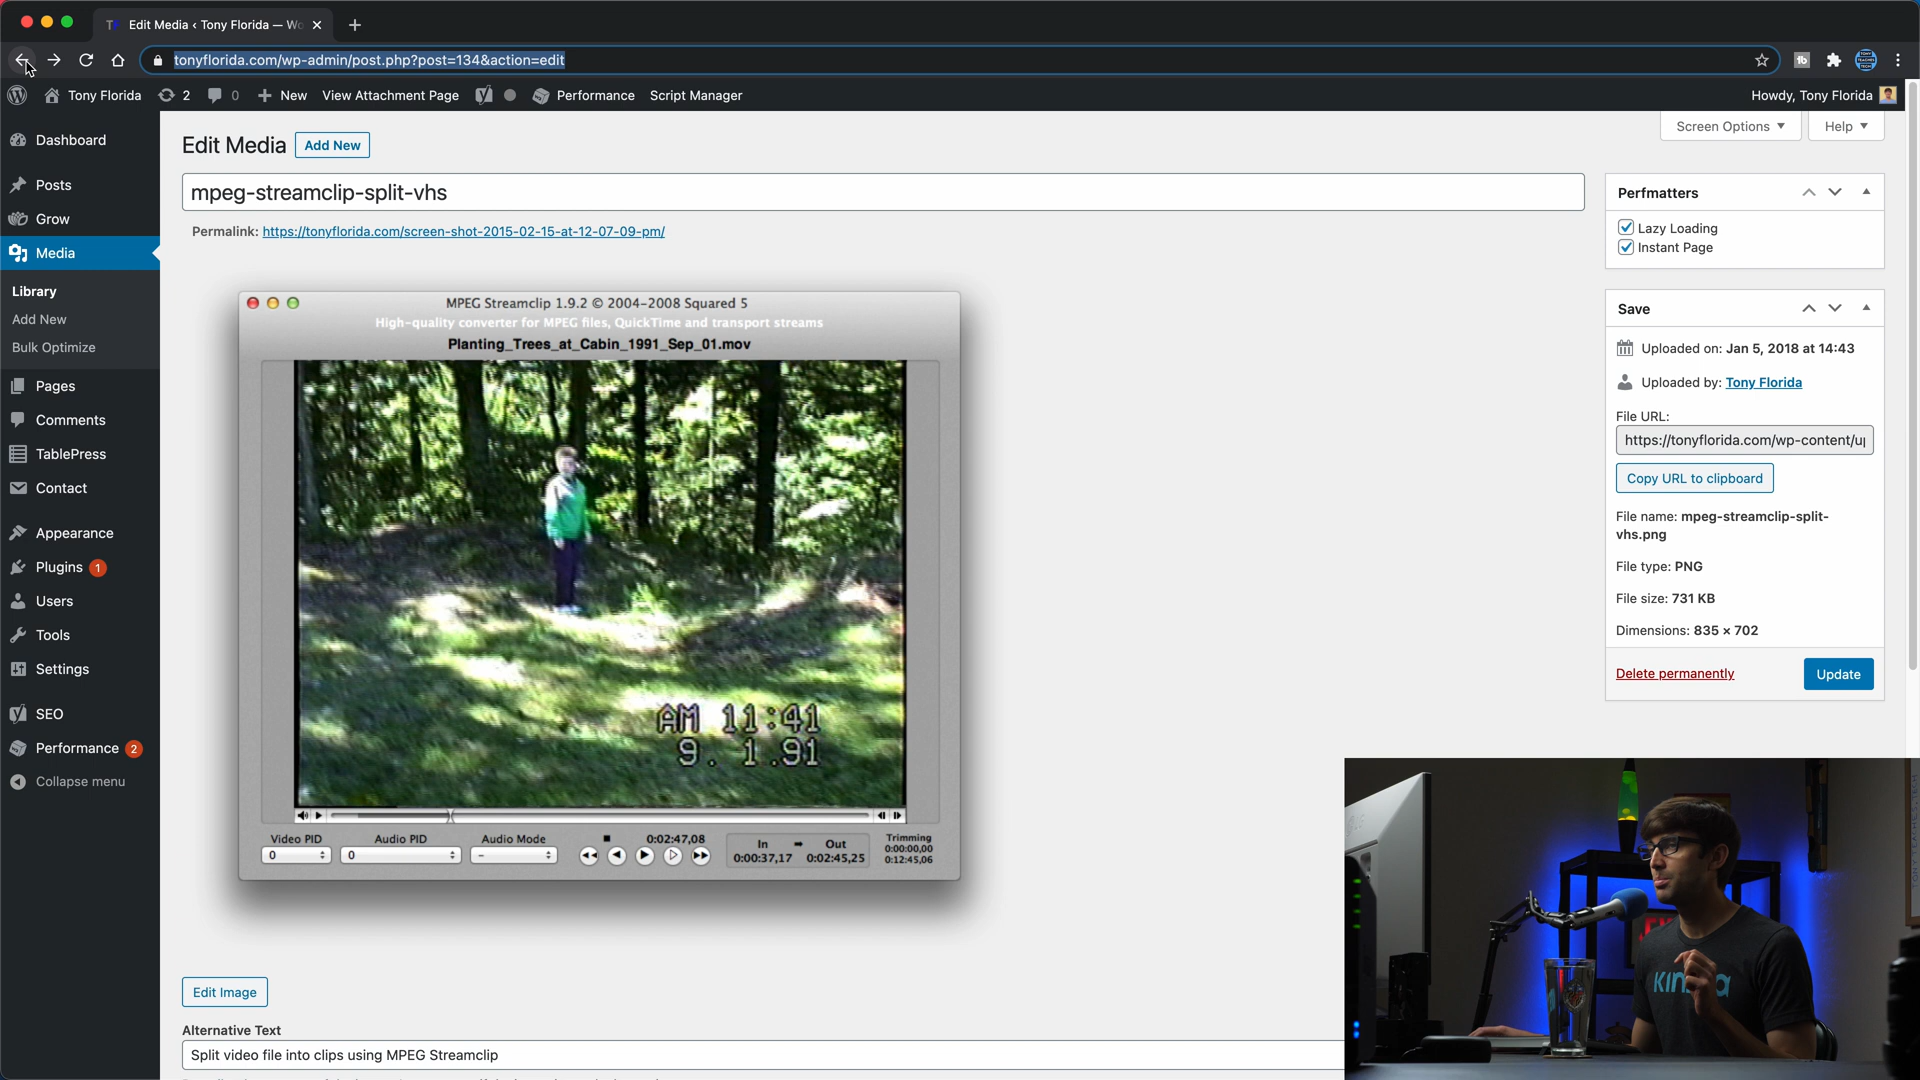 Edit Media ‹ Tony Florida — Wo
tonyflorida.com/wp-admin/post.php?post=134&action=edit
Tony Florida
2
0
New
View Attachment Page
Performance
Script Manager
Howdy, Tony Florida
Screen Options
Help
Dashboard
Posts
Grow
Media
Library
Add New
Bulk Optimize
Pages
Comments
TablePress
Contact
Appearance
Plugins 1
Users
Tools
Settings
SEO
Performance 2
Collapse menu
Edit Media
Add New
mpeg-streamclip-split-vhs
Permalink: https://tonyflorida.com/screen-shot-2015-02-15-at-12-07-09-pm/
MPEG Streamclip 1.9.2 © 2004-2008 Squared 5
High-quality converter for MPEG files, QuickTime and transport streams
Planting_Trees_at_Cabin_1991_Sep_01.mov
AM 11:41
9. 1.91
Video PID
0
Audio PID
0
Audio Mode
-
0:02:47,08
In
Out
0:00:37,17
0:02:45,25
Trimming
0:00:00,00
0:12:45,06
Edit Image
Alternative Text
Split video file into clips using MPEG Streamclip
Perfmatters
Lazy Loading
Instant Page
Save
Uploaded on: Jan 5, 2018 at 14:43
Uploaded by: Tony Florida
File URL:
https://tonyflorida.com/wp-content/up
Copy URL to clipboard
File name: mpeg-streamclip-split-
vhs.png
File type: PNG
File size: 731 KB
Dimensions: 835 × 702
Delete permanently
Update